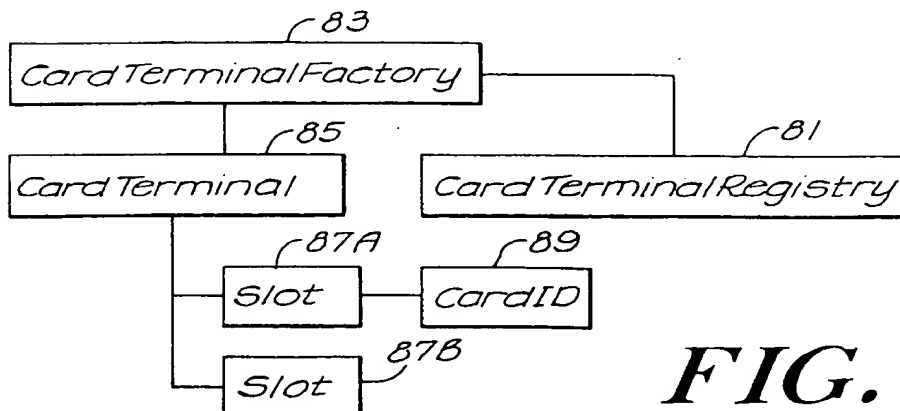 83
CardTerminalFactory
85
81
CardTerminal
CardTerminalRegistry
87A
89
Slot
CardID
87B
Slot
FIG.